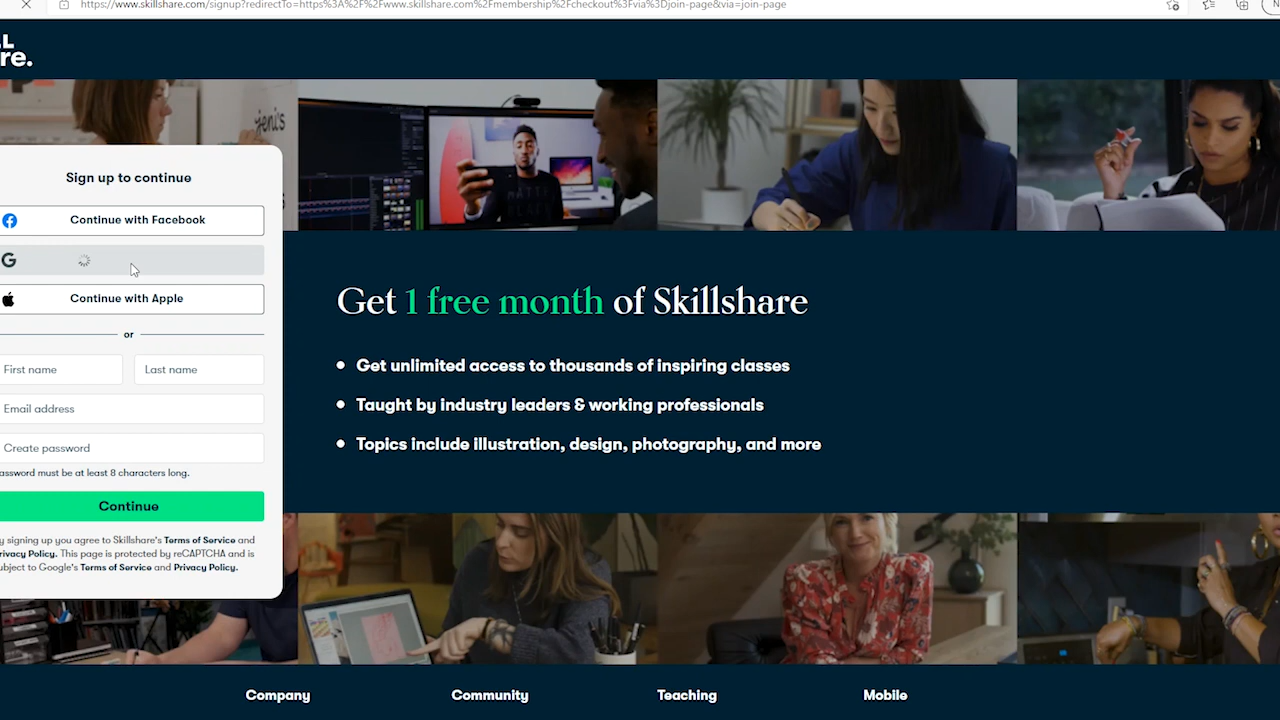 https://www.skillshare.com/signup?redirectTo=https%3A%2F%2Fwww.skillshare.com%2Fmembership%2Fcheckout%3Fvia%3Djoin-page&via=join-page
LL
re.
jeni's
MATTE
Sign up to continue
Continue with Facebook
G
Continue with Apple
or
First name
Last name
Email address
Create password
assword must be at least 8 characters long.
Continue
y signing up you agree to Skillshare's Terms of Service and
rivacy Policy. This page is protected by reCAPTCHA and is
ubject to Google's Terms of Service and Privacy Policy.
Get 1 free month of Skillshare
• Get unlimited access to thousands of inspiring classes
• Taught by industry leaders & working professionals
• Topics include illustration, design, photography, and more
Company
Community
Teaching
Mobile